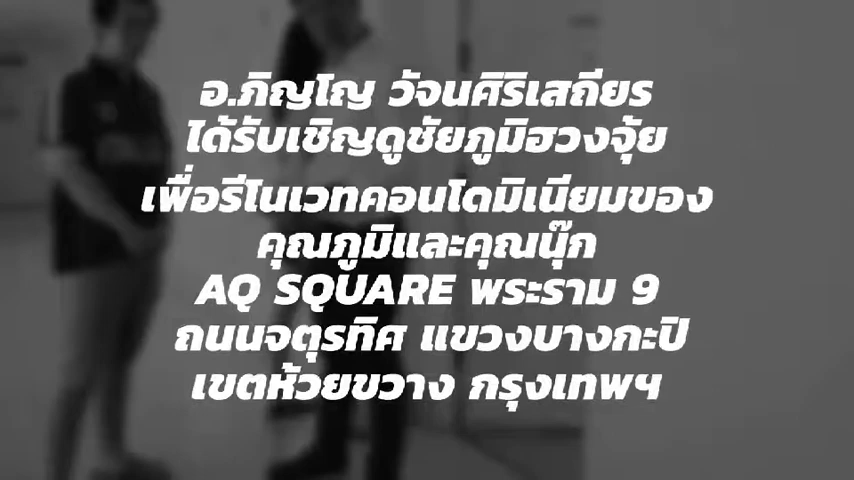 อ.ภิญโญ วัจนศิริเสถียร
ได้รับเชิญดูชัยภูมิฮวงจุ้ย
เพื่อรีโนเวทคอนโดมิเนียมของ
คุณภูมิและคุณนุ๊ก
AQ SQUARE พระราม 9
ถนนจตุรทิศ แขวงบางกะปิ
เขตห้วยขวาง กรุงเทพฯ